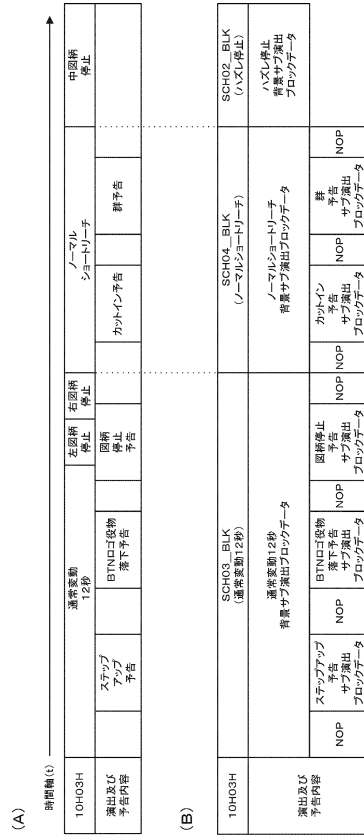 (A)
時間軸(t)
10H03H
通常変動
12秒
左図柄
停止
右図柄
停止
ノーマル
ショートリーチ
中図柄
停止
演出及び
予告内容
ステップ
アップ
予告
BTNロゴ役物
落下予告
図柄
停止
予告
カットイン予告
群予告
(B)
10H03H
SCH03_BLK
(通常変動12秒)
SCH04_BLK
(ノーマルショートリーチ)
SCH02_BLK
(ハズレ停止)
演出及び
予告内容
通常変動12秒
背景サブ演出ブロックデータ
ノーマルショートリーチ
背景サブ演出ブロックデータ
ハズレ停止
背景サブ演出
ブロックデータ
NOP
ステップアップ
予告
サブ演出
ブロックデータ
NOP
BTNロゴ役物
落下予告
サブ演出
ブロックデータ
NOP
図柄停止
予告
サブ演出
ブロックデータ
NOP
NOP
カットイン
予告
サブ演出
ブロックデータ
NOP
群
予告
サブ演出
ブロックデータ
NOP